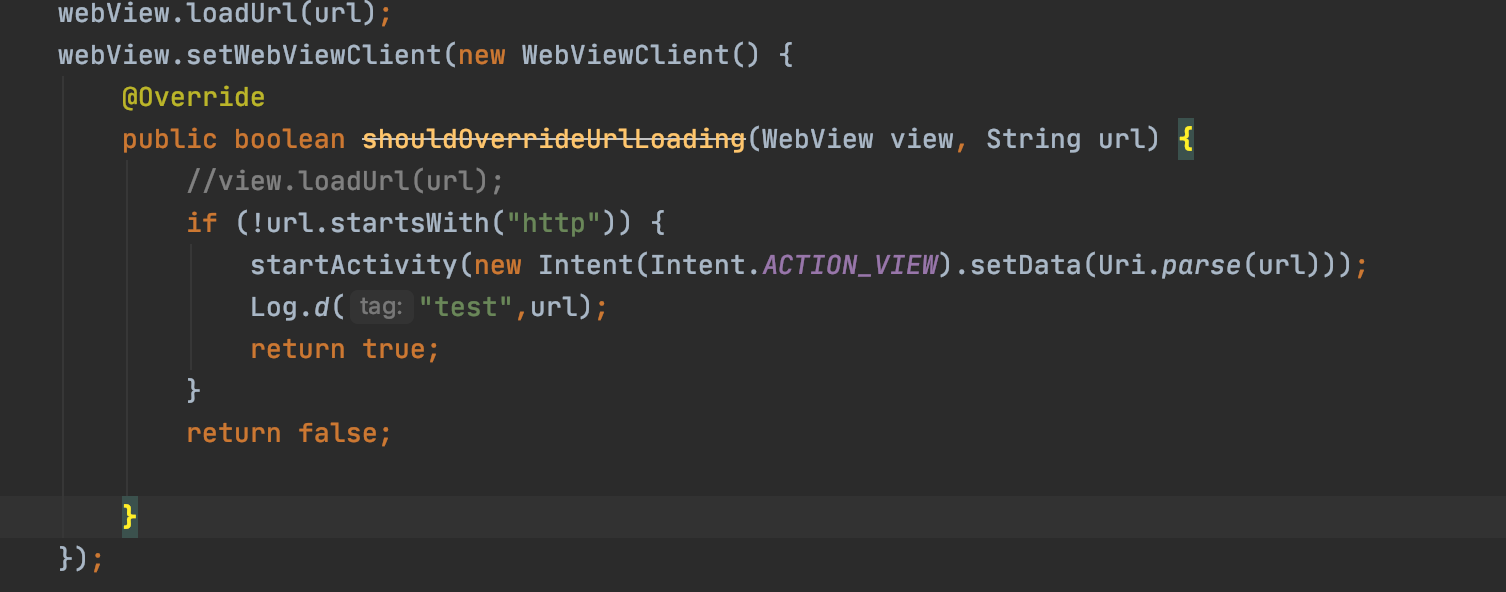 webView.loadUrl(url);
webView.setWebViewClient(new WebViewClient() {
@Override
public boolean shouldOverrideUrlLoading(WebView view, String url) {
//view.loadUrl(url);
if (!url.startsWith("http")) {
startActivity(new Intent(Intent.ACTION_VIEW).setData(Uri.parse(url)));
Log.d( tag: "test",url);
return true;
}
return false;
}
});